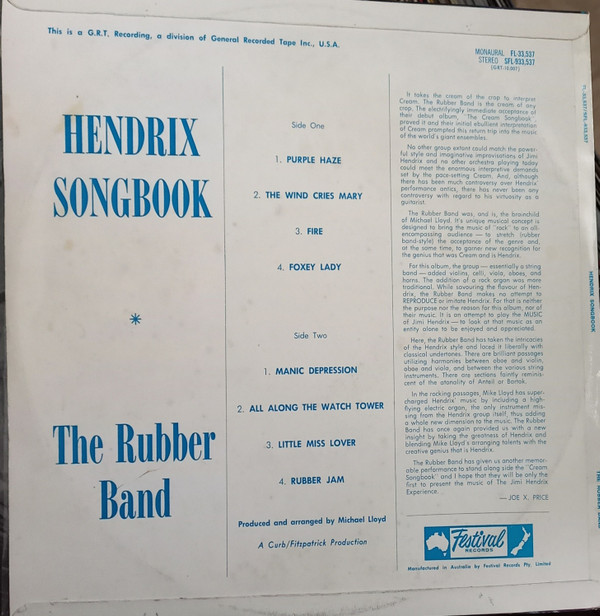 This is a G.R.T. Recording, a division of General Recorded Tape Inc., U.S.A.
MONAURAL FL-33,537
STEREO SFL-933,537
(GRT-10,007)
HENDRIX
SONGBOOK
*
The Rubber
Band
Side One
1. PURPLE HAZE
2. THE WIND CRIES MARY
3. FIRE
4. FOXEY LADY
Side Two
1. MANIC DEPRESSION
2. ALL ALONG THE WATCH TOWER
3. LITTLE MISS LOVER
4. RUBBER JAM
Produced and arranged by Michael Lloyd
A Curb/Fitzpatrick Production
It takes the cream of the crop to interpret
Cream. The Rubber Band is the cream of any
crop. The electrifyingly immediate acceptance of
their debut album, "The Cream Songbook",
proved it and their initial ebullient interpretation
of Cream prompted this return trip into the music
of the world's giant ensembles.
No other group extant could match the power-
ful style and imaginative improvisations of Jimi
Hendrix and no other orchestra playing today
could meet the enormous interpretive demands
set by the pace-setting Cream. And, although
there has been much controversy over Hendrix'
performance antics, there has never been any
controversy with regard to his virtuosity as a
guitarist.
The Rubber Band was, and is, the brainchild
of Michael Lloyd. It's unique musical concept is
designed to bring the music of "rock" to an all-
encompassing audience — to stretch (rubber
band-style) the acceptance of the genre and,
at the same time, to garner new recognition for
the genius that was Cream and is Hendrix.
For this album, the group — essentially a string
band — added violins, celli, viola, oboes, and
horns. The addition of a rock organ was more
traditional. While savouring the flavour of Hen-
drix, the Rubber Band makes no attempt to
REPRODUCE or imitate Hendrix. For that is neither
the purpose nor the reason for this album, nor of
their music. It is an attempt to play the MUSIC
of Jimi Hendrix — to look at that music as an
entity alone to be enjoyed and appreciated.
Here, the Rubber Band has taken the intricacies
of the Hendrix style and laced it liberally with
classical undertones. There are brilliant passages
utilizing harmonies between oboe and violin,
oboe and viola, and between the various string
instruments. There are sections faintly reminis-
cent of the atonality of Anteil or Bartok.
In the rocking passages, Mike Lloyd has super-
charged Hendrix' music by including a high-
flying electric organ, the only instrument miss-
ing from the Hendrix group itself, thus adding
a whole new dimension to the music. The Rubber
Band has once again provided us with a new
insight by taking the greatness of Hendrix and
blending Mike Lloyd's arranging talents with the
creative genius that is Hendrix.
The Rubber Band has given us another memor-
able performance to stand along side the "Cream
Songbook" and I hope that they will be only the
first to present the music of The Jimi Hendrix
Experience. . .
— JOE X. PRICE
Festival
RECORDS
Manufactured in Australia by Festival Records Pty. Limited
HENDRIX SONGBOOK